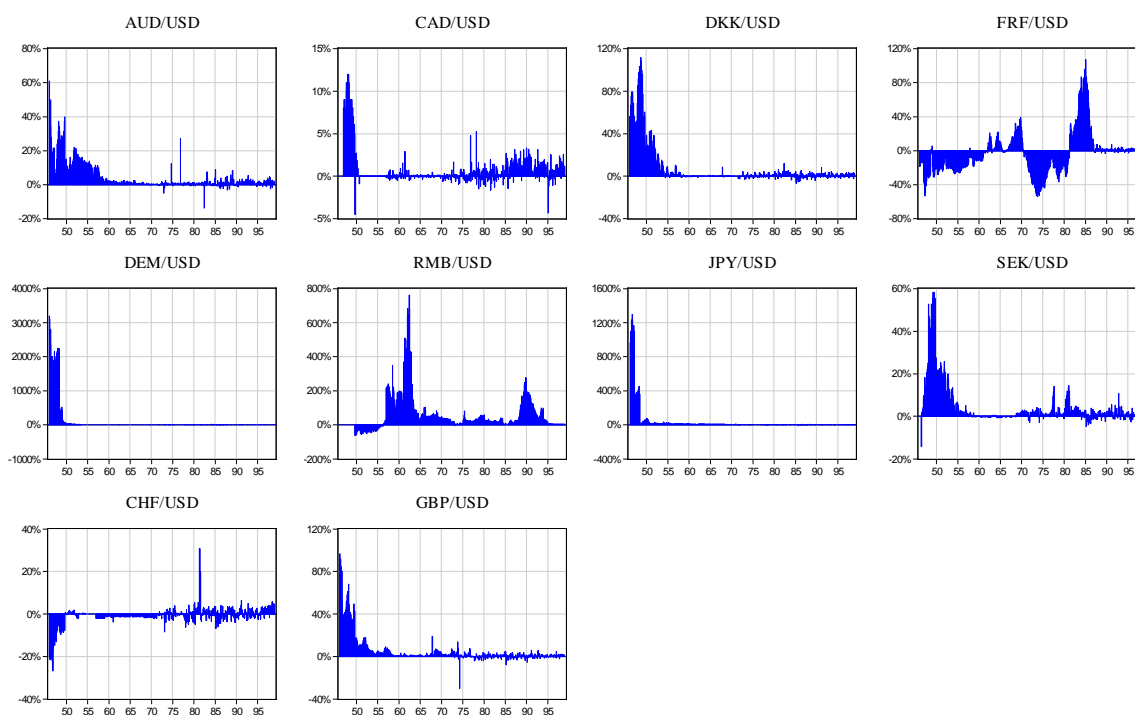 AUD/USD CAD/USD DKK/USD FRF/USD
80% 15% 120% 120%
60% 10% 80% 80%
40% 5% 40% 40%
20% 0% 0% 0%
0% -40%
-20% -5% -40% -80%
50 55 60 65 70 75 80 85 90 95 50 55 60 65 70 75 80 85 90 95 50 55 60 65 70 75 80 85 90 95 50 55 60 65 70 75 80 85 90 95
DEM/USD RMB/USD JPY/USD SEK/USD
4000% 800% 1600% 60%
3000% 600% 1200% 40%
2000% 400% 800% 20%
1000% 200% 400% 0%
0% 0% 0%
-1000% -200% -400% -20%
50 55 60 65 70 75 80 85 90 95 50 55 60 65 70 75 80 85 90 95 50 55 60 65 70 75 80 85 90 95 50 55 60 65 70 75 80 85 90 95
CHF/USD GBP/USD
40% 120%
20% 80%
0% 40%
-20% 0%
-40% -40%
50 55 60 65 70 75 80 85 90 95 50 55 60 65 70 75 80 85 90 95